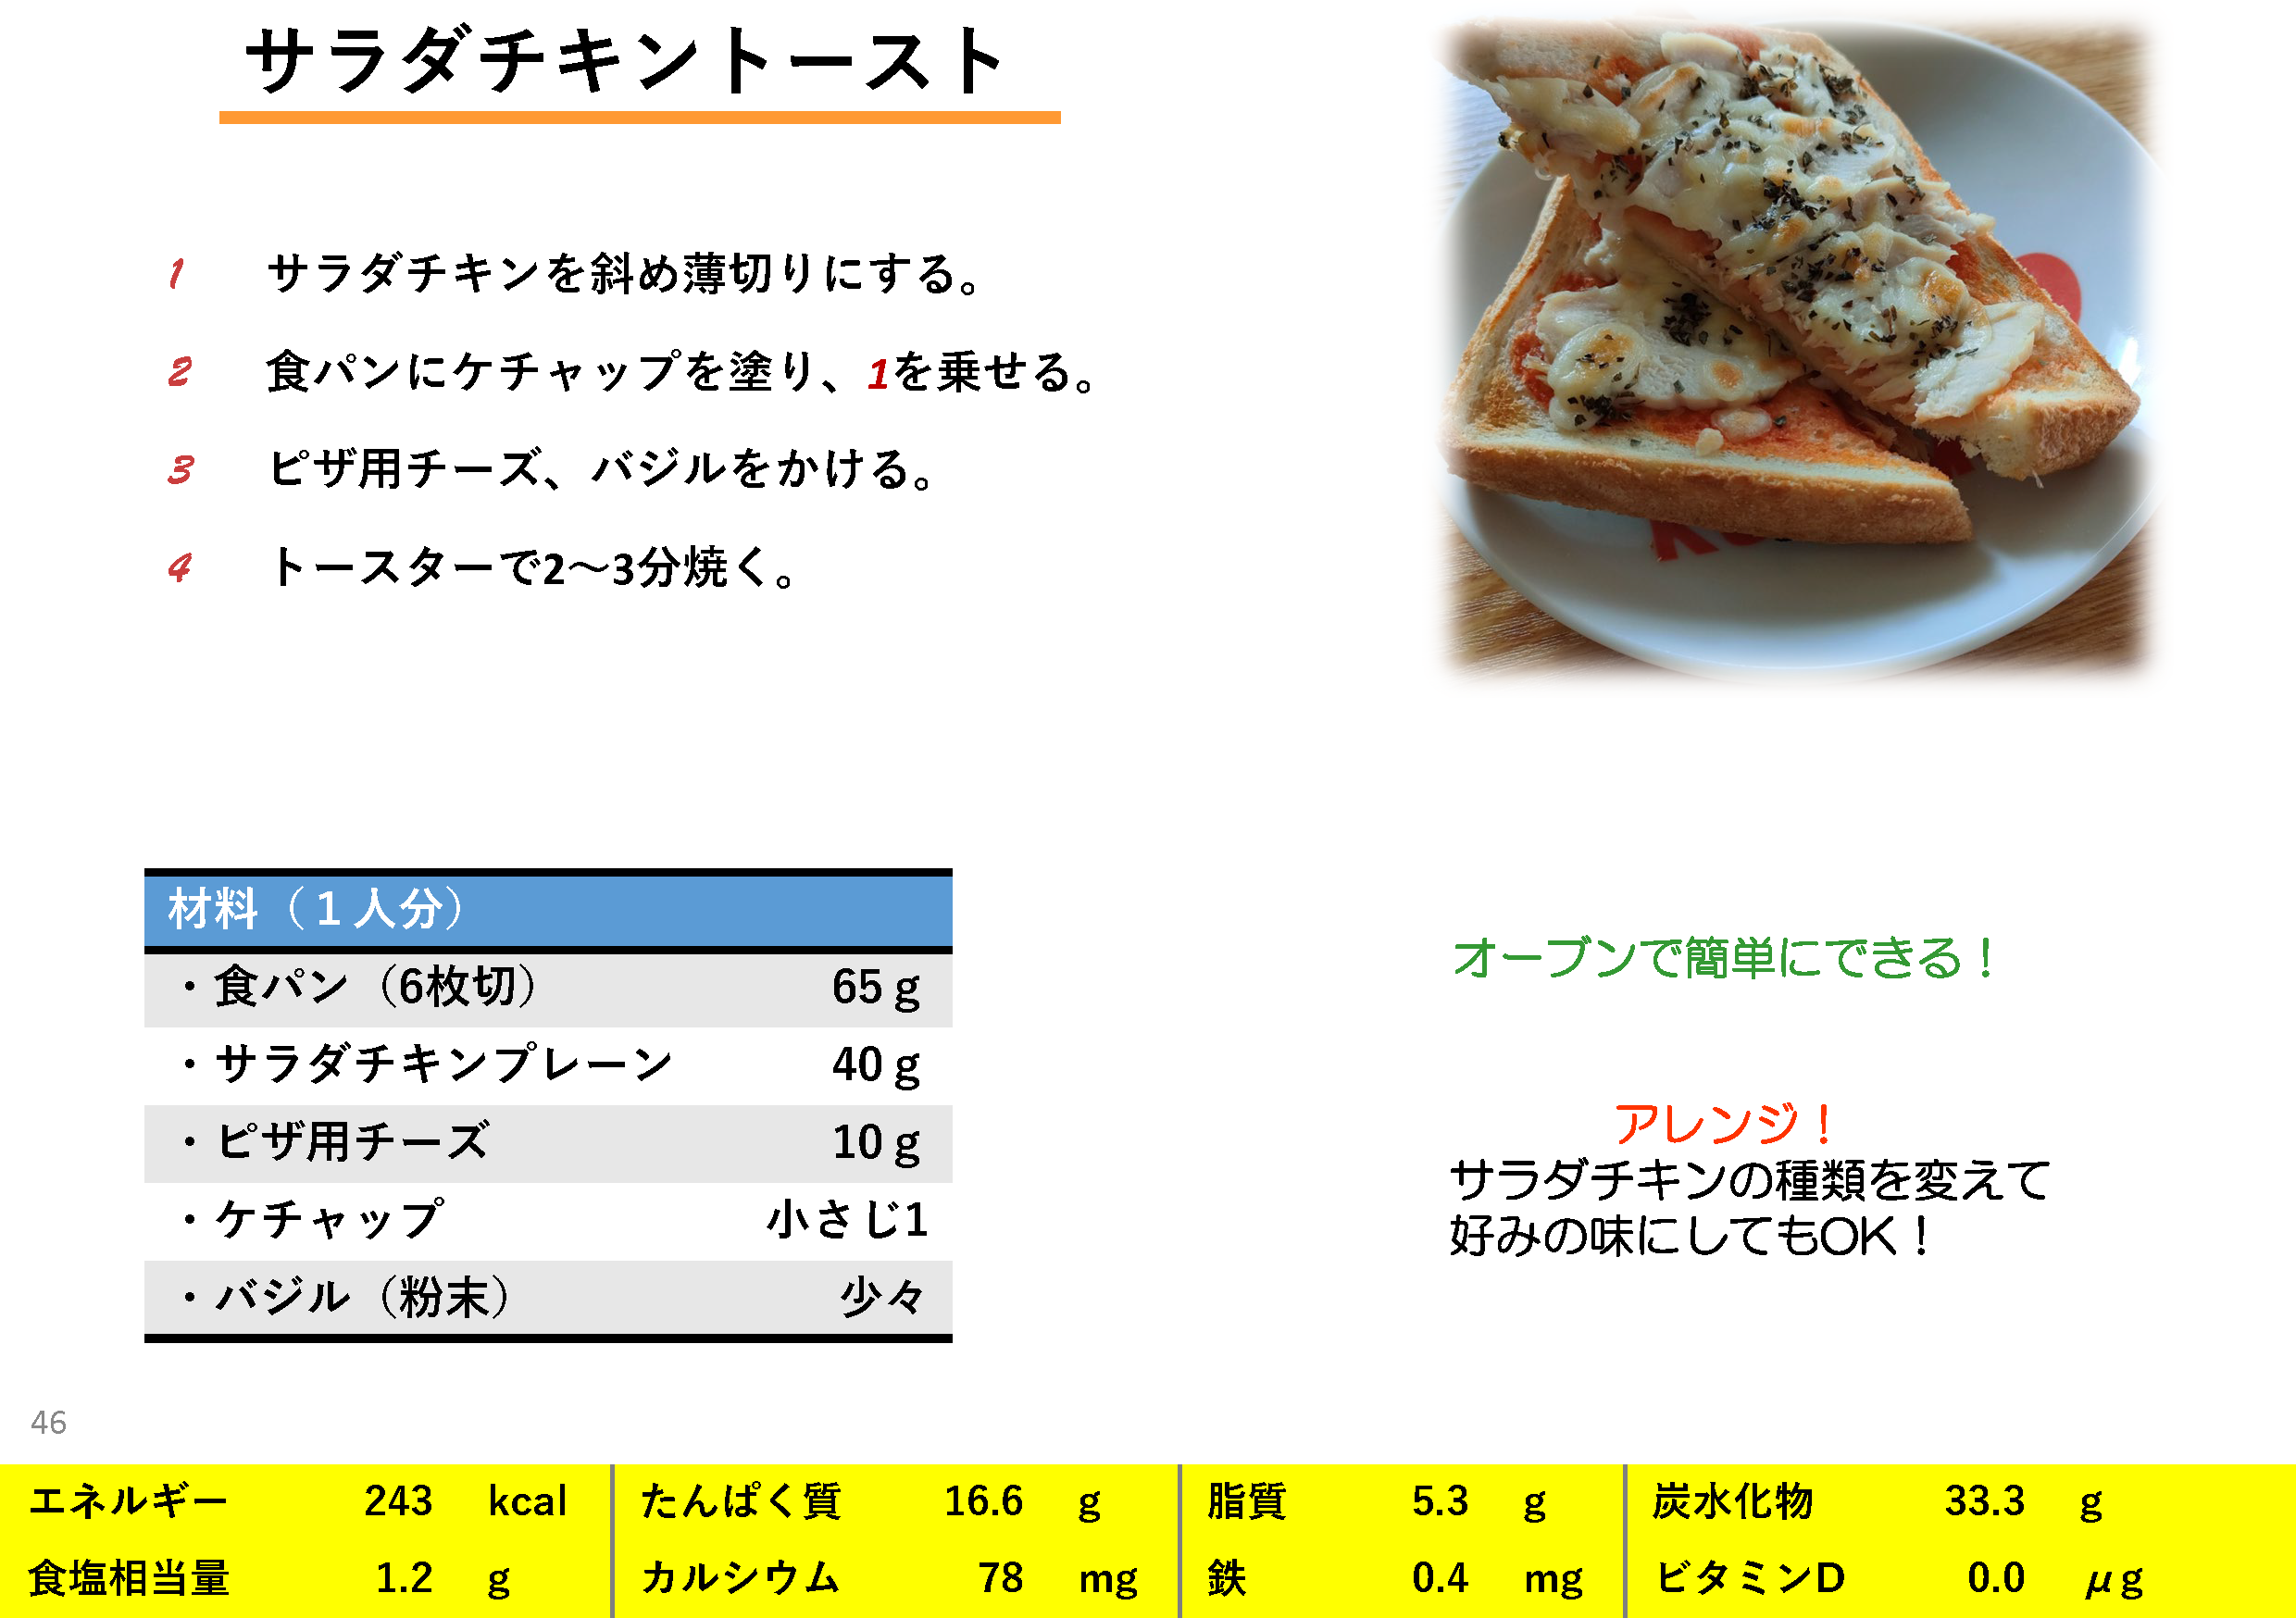 サラダチキントースト
1 サラダチキンを斜め薄切りにする。
2 食パンにケチャップを塗り、1を乗せる。
3 ピザ用チーズ、バジルをかける。
4 トースターで2～3分焼く。
材料（１人分）
・食パン（6枚切） 65 g
・サラダチキンプレーン 40 g
・ピザ用チーズ 10 g
・ケチャップ 小さじ1
・バジル（粉末） 少々
オーブンで簡単にできる！
アレンジ！
サラダチキンの種類を変えて
好みの味にしてもOK！
46
エネルギー 243 kcal たんぱく質 16.6 g 脂質 5.3 g 炭水化物 33.3 g
食塩相当量 1.2 g カルシウム 78 mg 鉄 0.4 mg ビタミンD 0.0 μg